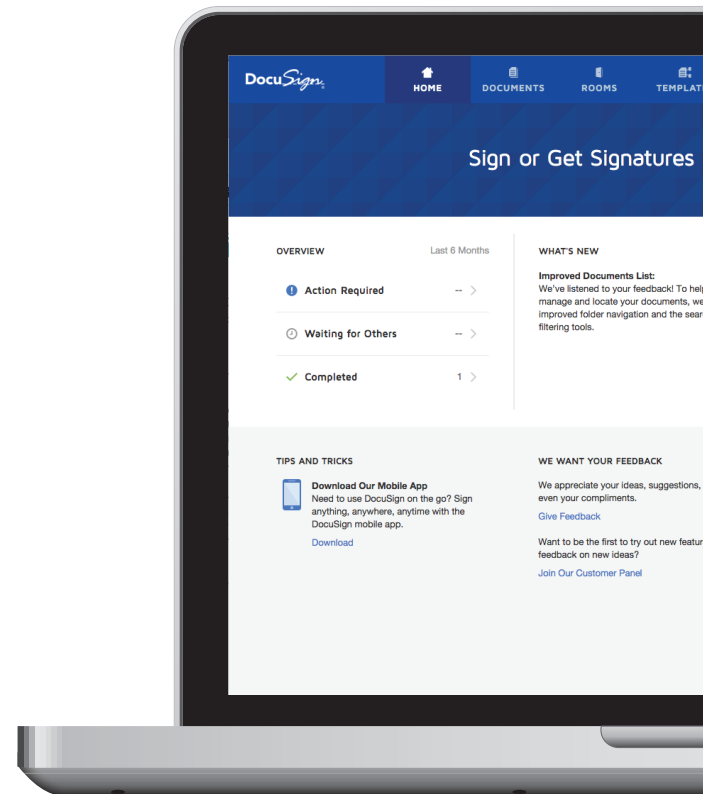 DocuSign
HOME
DOCUMENTS
ROOMS
Sign or Get Signatures
OVERVIEW
Last 6 Months
Action Required
--
Waiting for Others
--
Completed
1
WHAT'S NEW
Improved Documents List:
We've listened to your feedback! To help
manage and locate your documents, we
improved folder navigation and the
filtering tools.
TIPS AND TRICKS
Download Our Mobile App
Need to use DocuSign on the go? Sign
anything, anywhere, anytime with the
DocuSign mobile app.
Download
WE WANT YOUR FEEDBACK
We appreciate your ideas, suggestions,
even your compliments.
Give Feedback
Want to be the first to try out new
feedback on new ideas?
Join Our Customer Panel